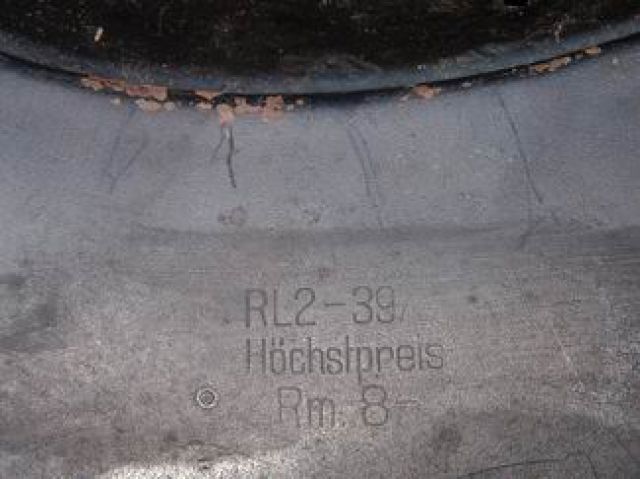 RL2-39/
Höchstpreis
Rm. 8-